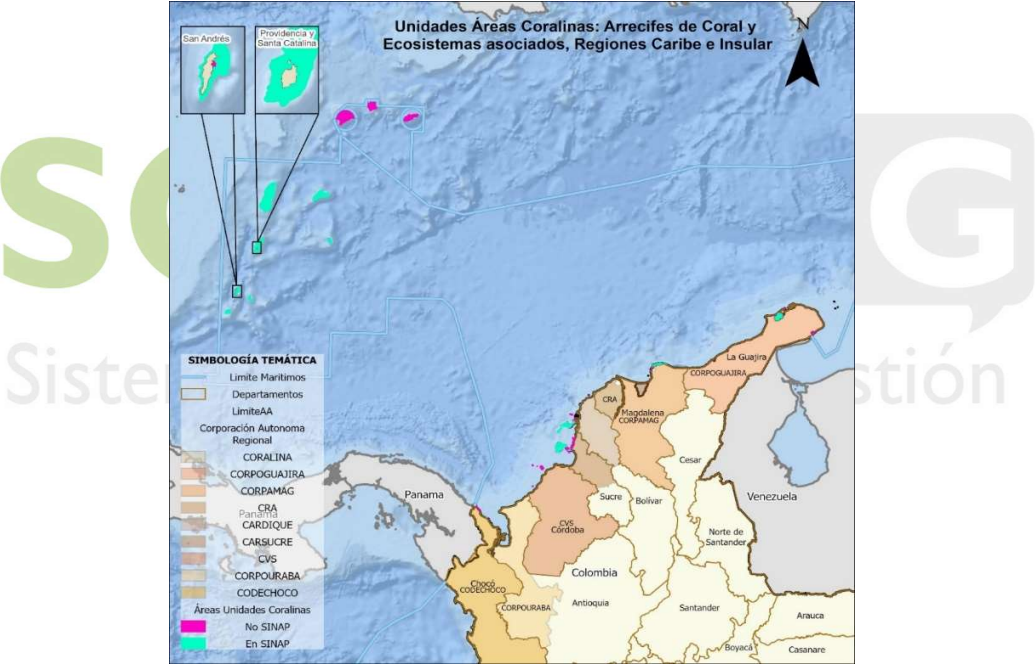 Unidades Áreas Coralinas: Arrecifes de Coral y
Ecosistemas asociados, Regiones Caribe e Insular
N
San Andrés
Providencia y
Santa Catalina
SIMBOLOGÍA TEMÁTICA
Limite Maritimos
Departamentos
LimiteAA
Corporación Autonoma
Regional
CORALINA
CORPOGUAJIRA
CORPAMAG
CRA
CARDIQUE
CARSUCRE
CVS
CORPOURABA
CODECHOCO
Áreas Unidades Coralinas
No SINAP
En SINAP
Panama
Panama
La Guajira
CORPOGUAJIRA
CRA
Magdalena
CORPAMAG
Cesar
Venezuela
Sucre
Bolívar
CVS
Córdoba
Norte de
Santander
Colombia
Chocó
CODECHOCO
CORPOURABA
Antioquia
Santander
Arauca
Boyacá
Casanare
S
G
Siste
stión